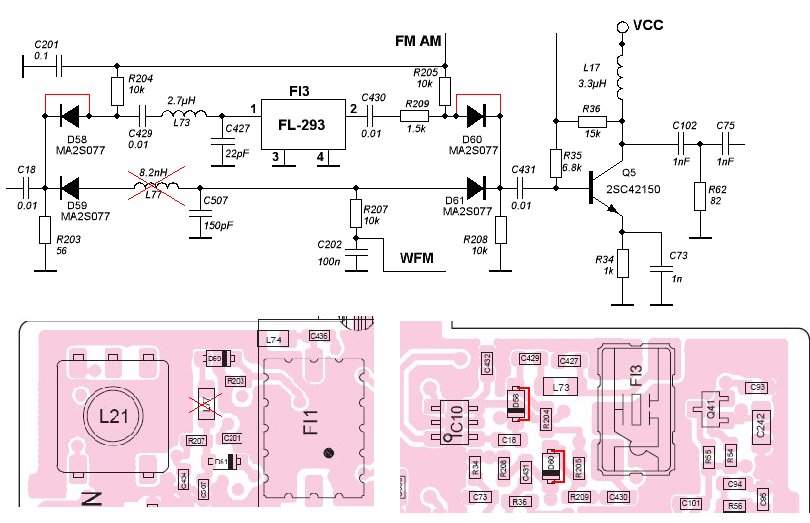 VCC
C201
0.1
FM AM
R204
10k
R205
10k
L17
3.3µH
2.7µH
L73
FI3
1
FL-293
2
3
4
C430
0.01
R209
1.5k
R36
15k
D58
MA2S077
C429
0.01
C427
22pF
D60
MA2S077
C102
1nF
C75
1nF
C18
0.01
D59
MA2S077
8.2nH
L77
R35
6.8k
Q5
2SC42150
D61
MA2S077
C431
0.01
R62
82
C507
150pF
R207
10k
R203
56
R208
10k
C202
100n
WFM
R34
1k
C73
1n
L74
C436
D59
R203
L21
R207
C201
D61
C434
C507
FI1
N
C432
C429
C427
L73
FI3
D58
R204
IC10
C18
D60
R34
R208
C431
R205
C73
R36
R209
C430
C93
Q41
C242
R55
R54
C94
C101
R56
C95